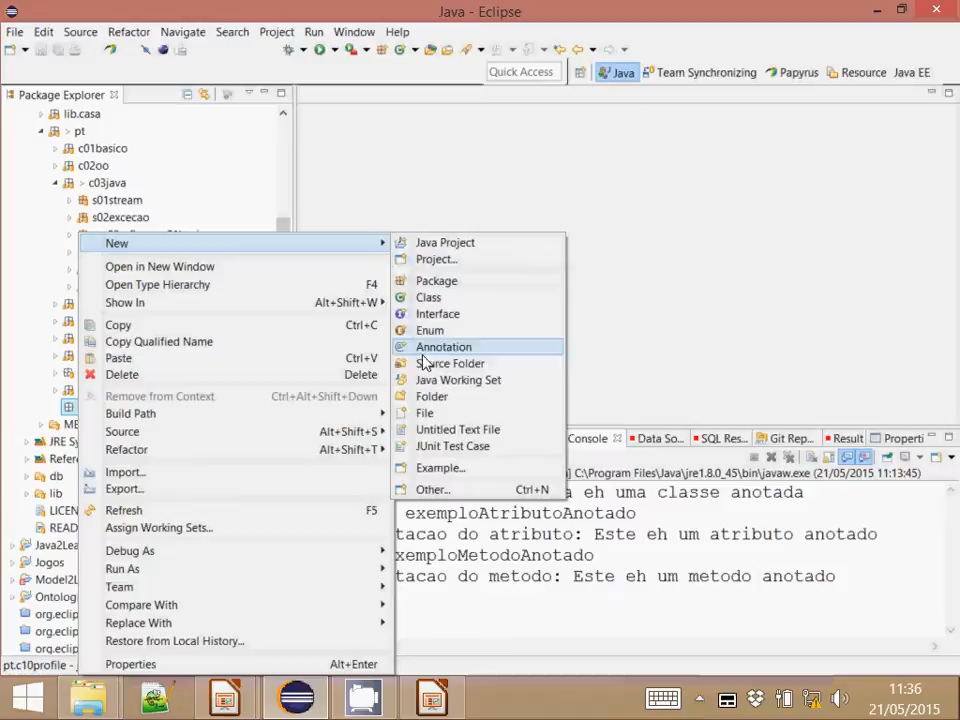 Java - Eclipse
File Edit Source Refactor Navigate Search Project Run Window Help
Quick Access Java Team Synchronizing Papyrus Resource Java EE
Package Explorer
lib.casa
> pt
c01basico
c02oo
> c03java
s01stream
s02excecao
New
Open in New Window
Open Type Hierarchy F4
Show In Alt+Shift+W
Copy Ctrl+C
Copy Qualified Name
Paste Ctrl+V
Delete Delete
Remove from Context Ctrl+Alt+Shift+Down
Build Path
Source Alt+Shift+S
Refactor Alt+Shift+T
Import...
Export...
Refresh F5
Assign Working Sets...
Debug As
Run As
Team
Compare With
Replace With
Restore from Local History...
Properties Alt+Enter
Java Project
Project...
Package
Class
Interface
Enum
Annotation
Source Folder
Java Working Set
Folder
File
Untitled Text File
JUnit Test Case
Example...
Other... Ctrl+N
ME
JRE Sy
Refer
db
lib
LICEN
READ
Java2Lea
Jogos
Model2L
Ontolog
org.eclip
org.eclip
org.eclip
pt.c10profile -
Console Data So... SQL Res... Git Rep... Result Properti
C:\Program Files\Java\jre1.8.0_45\bin\javaw.exe (21/05/2015 11:13:45)
a eh uma classe anotada
exemploAtributoAnotado
tacao do atributo: Este eh um atributo anotado
xemploMetodoAnotado
tacao do metodo: Este eh um metodo anotado
11:36
21/05/2015